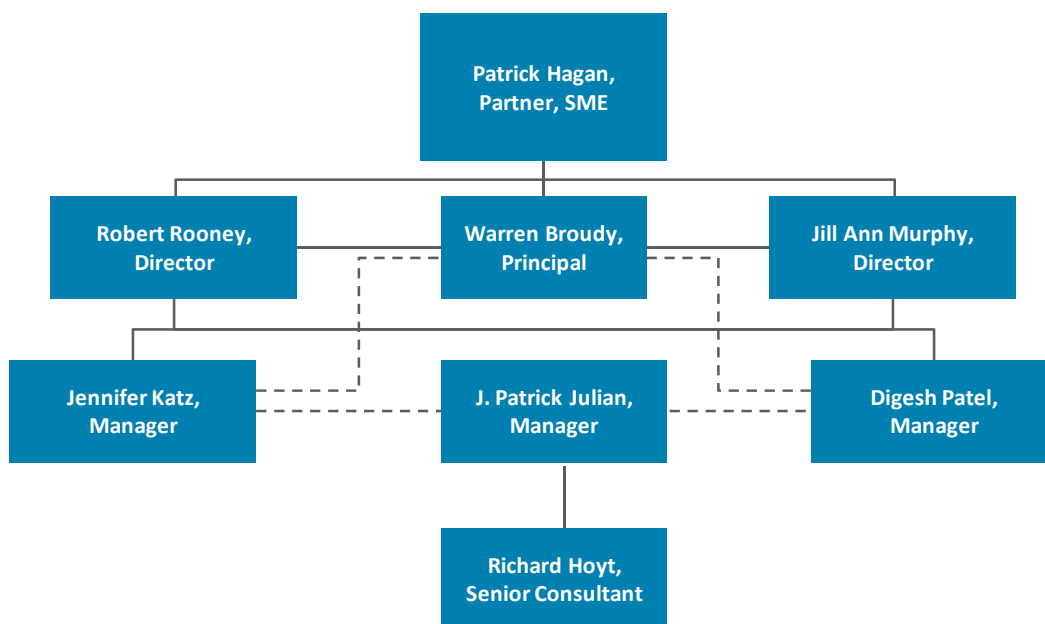 Patrick Hagan,
Partner, SME
Robert Rooney,
Director
Warren Broudy,
Principal
Jill Ann Murphy,
Director
Jennifer Katz,
Manager
J. Patrick Julian,
Manager
Digesh Patel,
Manager
Richard Hoyt,
Senior Consultant